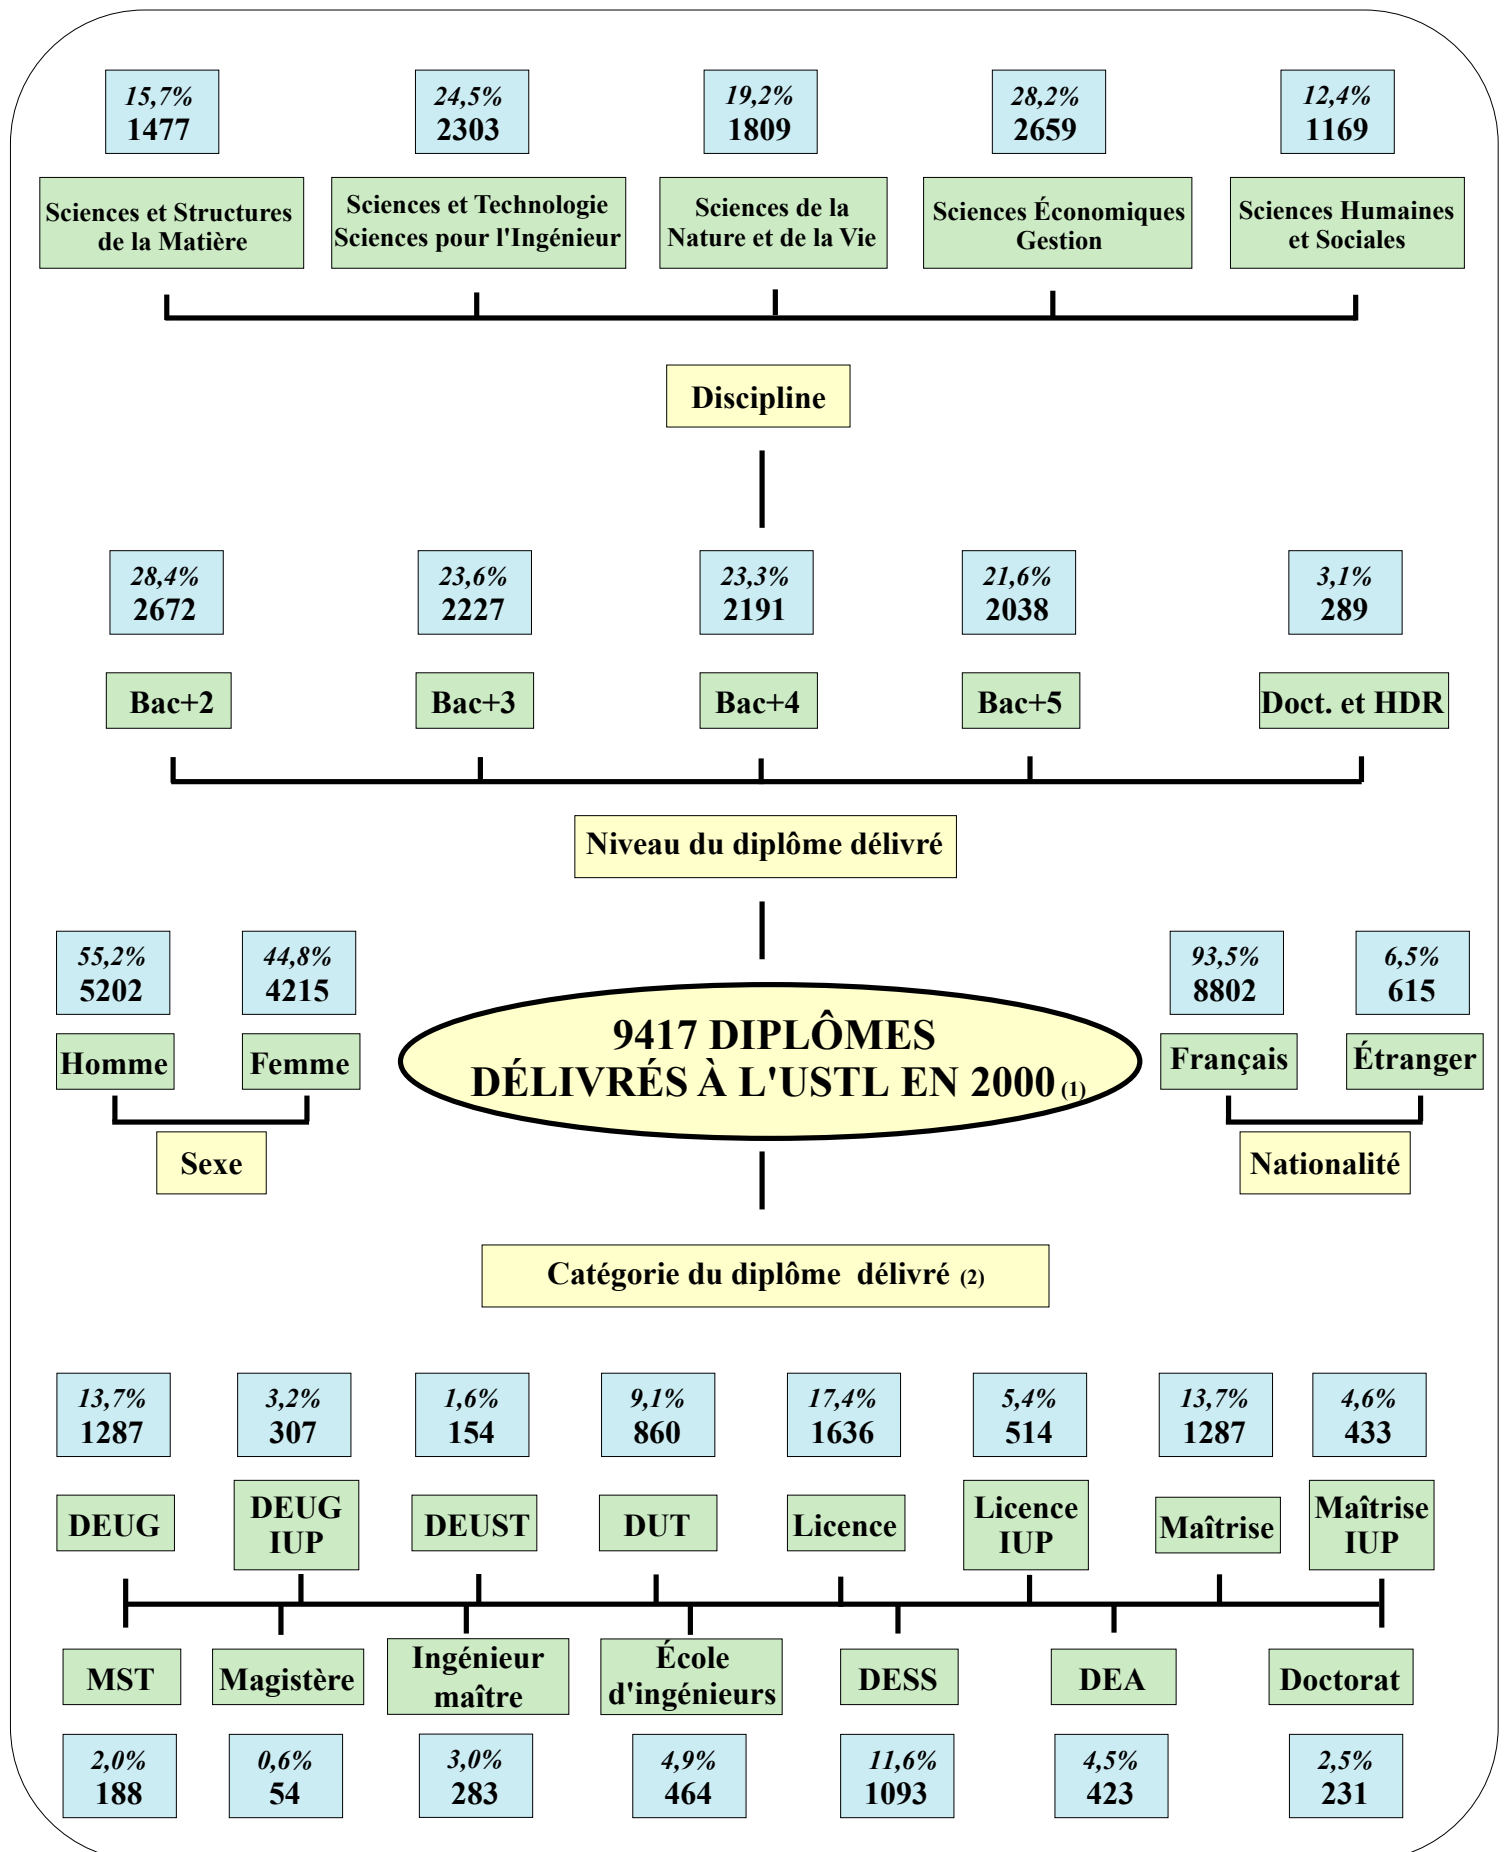 15,7%
1477
24,5%
2303
19,2%
1809
28,2%
2659
12,4%
1169
Sciences et Structures
de la Matière
Sciences et Technologie
Sciences pour l'Ingénieur
Sciences de la
Nature et de la Vie
Sciences Économiques
Gestion
Sciences Humaines
et Sociales
Discipline
28,4%
2672
23,6%
2227
23,3%
2191
21,6%
2038
3,1%
289
Bac+2
Bac+3
Bac+4
Bac+5
Doct. et HDR
Niveau du diplôme délivré
55,2%
5202
44,8%
4215
93,5%
8802
6,5%
615
Homme
Femme
9417 DIPLÔMES
DÉLIVRÉS À L'USTL EN 2000 (1)
Français
Étranger
Sexe
Nationalité
Catégorie du diplôme délivré (2)
13,7%
1287
3,2%
307
1,6%
154
9,1%
860
17,4%
1636
5,4%
514
13,7%
1287
4,6%
433
DEUG
DEUG
IUP
DEUST
DUT
Licence
Licence
IUP
Maîtrise
Maîtrise
IUP
MST
Magistère
Ingénieur
maître
École
d'ingénieurs
DESS
DEA
Doctorat
2,0%
188
0,6%
54
3,0%
283
4,9%
464
11,6%
1093
4,5%
423
2,5%
231